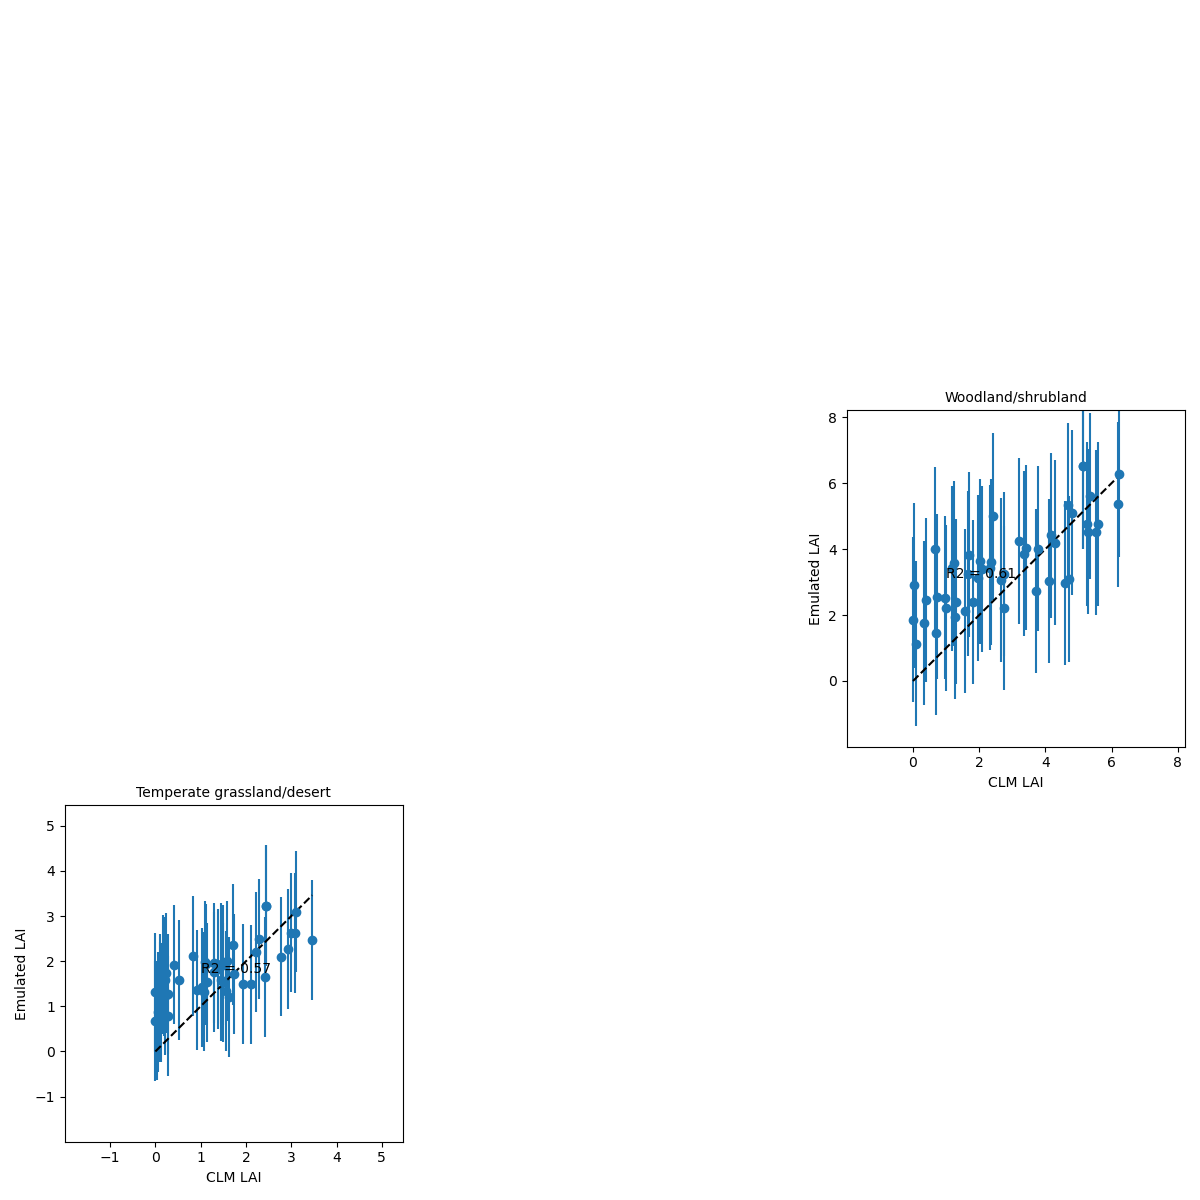 Woodland/shrubland
8
6
4
2
0
Emulated LAI
R2 = 0.61
0 2 4 6 8
CLM LAI
Temperate grassland/desert
5
4
3
2
1
0
−1
Emulated LAI
R2 = 0.57
−1 0 1 2 3 4 5
CLM LAI